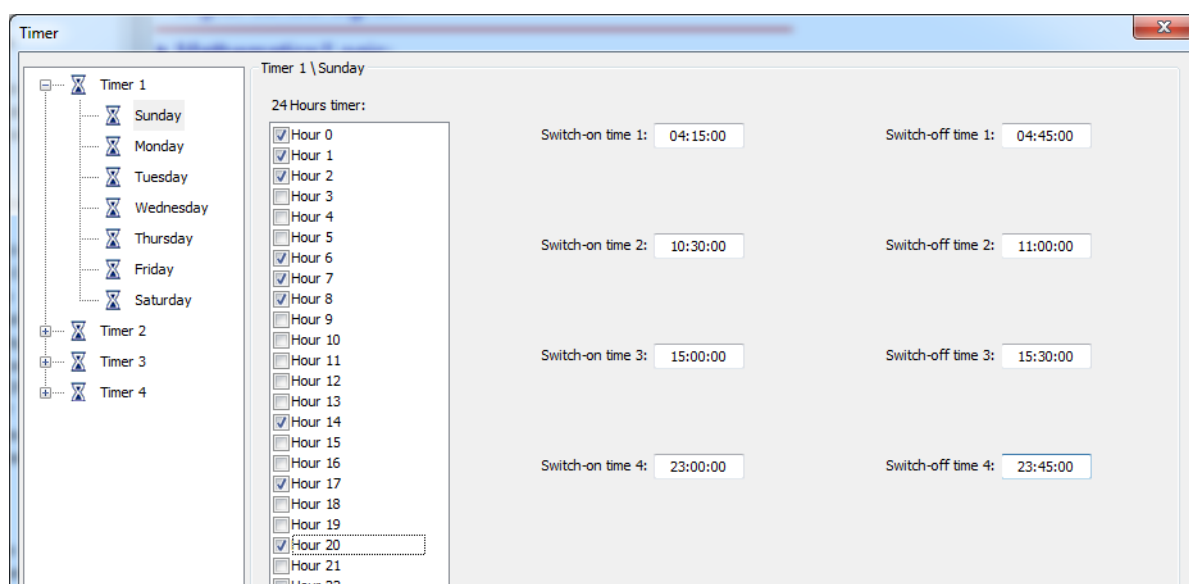 Timer
Timer 1
Sunday
Monday
Tuesday
Wednesday
Thursday
Friday
Saturday
Timer 2
Timer 3
Timer 4
Timer 1 \ Sunday
24 Hours timer:
Hour 0
Hour 1
Hour 2
Hour 3
Hour 4
Hour 5
Hour 6
Hour 7
Hour 8
Hour 9
Hour 10
Hour 11
Hour 12
Hour 13
Hour 14
Hour 15
Hour 16
Hour 17
Hour 18
Hour 19
Hour 20
Hour 21
Switch-on time 1: 04:15:00 Switch-off time 1: 04:45:00
Switch-on time 2: 10:30:00 Switch-off time 2: 11:00:00
Switch-on time 3: 15:00:00 Switch-off time 3: 15:30:00
Switch-on time 4: 23:00:00 Switch-off time 4: 23:45:00